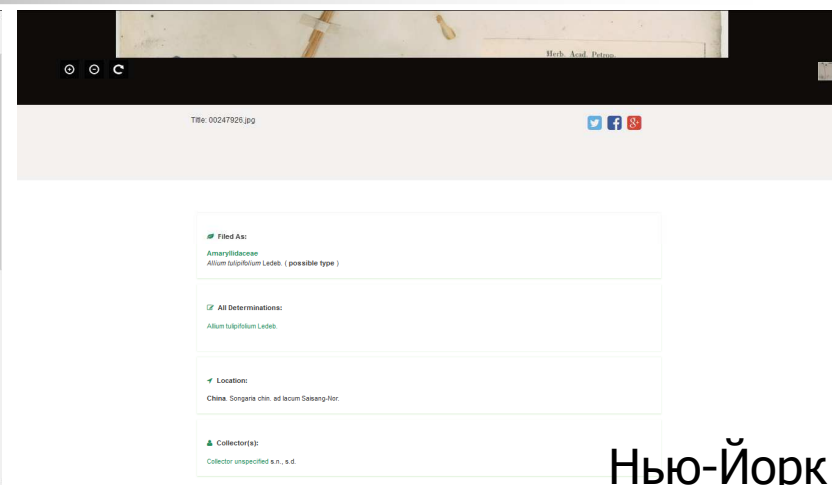 Herb. Acad. Petrop.
Title: 00247926.jpg
Filed As:
Amaryllidaceae
Allium tulipifolium Ledeb. ( possible type )
All Determinations:
Allium tulipifolium Ledeb.
Location:
China. Songaria chin. ad lacum Saisang-Nor.
Collector(s):
Collector unspecified s.n., s.d.
Нью-Йорк